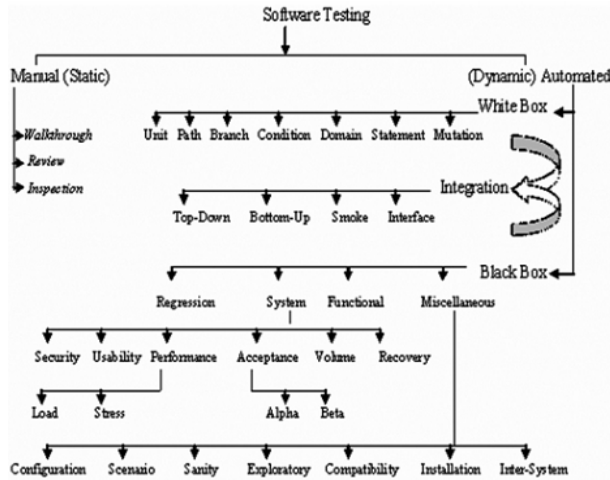 Software Testing
Manual (Static)
(Dynamic) Automated
White Box
Walkthrough
Review
Inspection
Unit Path Branch Condition Domain Statement Mutation
Integration
Top-Down Bottom-Up Smoke Interface
Black Box
Regression System Functional Miscellaneous
Security Usability Performance Acceptance Volume Recovery
Load Stress Alpha Beta
Configuration Scenario Sanity Exploratory Compatibility Installation Inter-System